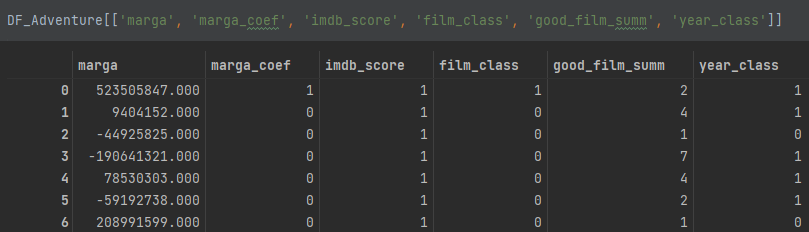 DF_Adventure[['marga', 'marga_coef', 'imdb_score', 'film_class', 'good_film_summ', 'year_class']]
marga marga_coef imdb_score film_class good_film_summ year_class
0 523505847.000 1 1 1 2 1
1 9404152.000 0 1 0 4 1
2 -44925825.000 0 1 0 1 0
3 -190641321.000 0 1 0 7 1
4 78530303.000 0 1 0 4 1
5 -59192738.000 0 1 0 2 1
6 208991599.000 0 1 0 1 0